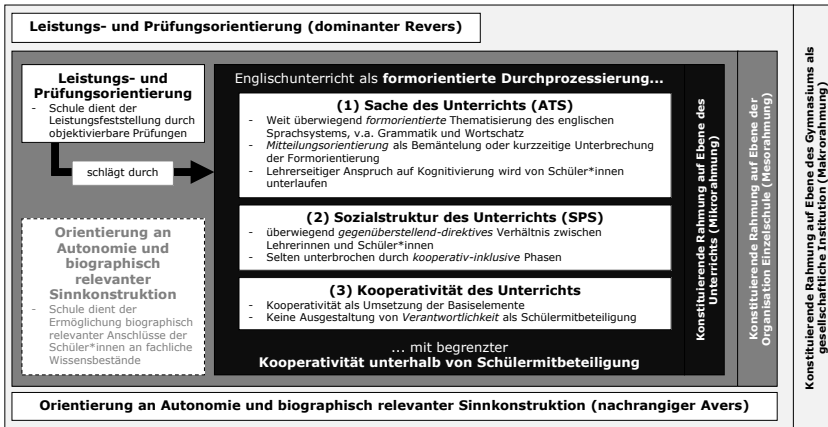 Leistungs- und Prüfungsorientierung (dominanter Revers)
Leistungs- und
Prüfungsorientierung
- Schule dient der
Leistungsfeststellung durch
objektivierbare Prüfungen
schlägt durch
Orientierung an
Autonomie und
biographisch
relevanter
Sinnkonstruktion
- Schule dient der
Ermöglichung biographisch
relevanter Anschlüsse der
Schüler*innen an fachliche
Wissensbestände
Englischunterricht als formorientierte Durchprozessierung...
(1) Sache des Unterrichts (ATS)
- Weit überwiegend formorientierte Thematisierung des englischen
Sprachsystems, v.a. Grammatik und Wortschatz
- Mitteilungsorientierung als Bemäntelung oder kurzzeitige Unterbrechung
der Formorientierung
- Lehrerseitiger Anspruch auf Kognitivierung wird von Schüler*innen
unterlaufen
(2) Sozialstruktur des Unterrichts (SPS)
- überwiegend gegenüberstellend-direktives Verhältnis zwischen
Lehrerinnen und Schüler*innen
- Selten unterbrochen durch kooperativ-inklusive Phasen
(3) Kooperativität des Unterrichts
- Kooperativität als Umsetzung der Basiselemente
- Keine Ausgestaltung von Verantwortlichkeit als Schülermitbeteiligung
... mit begrenzter
Kooperativität unterhalb von Schülermitbeteiligung
Konstituierende Rahmung auf Ebene des
Unterrichts (Mikrorahmung)
Konstituierende Rahmung auf Ebene der
Organisation Einzelschule (Mesorahmung)
Konstituierende Rahmung auf Ebene des Gymnasiums als
gesellschaftliche Institution (Makrorahmung)
Orientierung an Autonomie und biographisch relevanter Sinnkonstruktion (nachrangiger Avers)